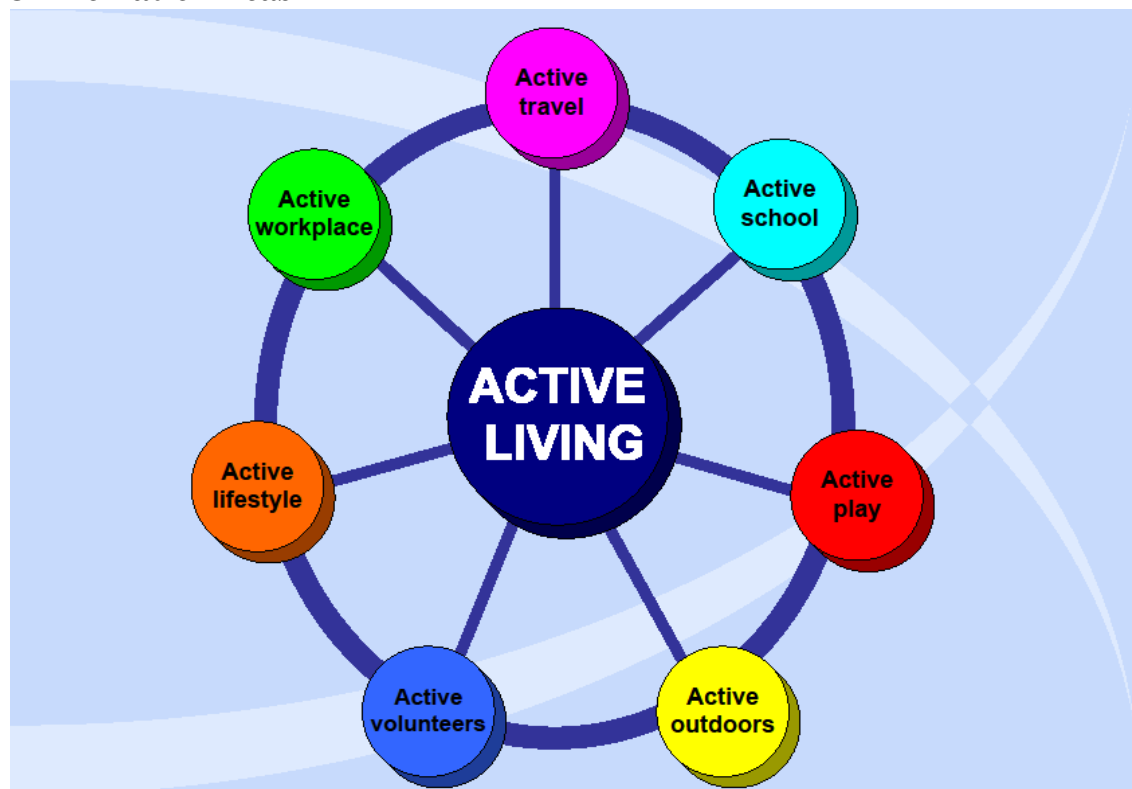 Active
travel
Active
school
Active
workplace
ACTIVE
LIVING
Active
lifestyle
Active
play
Active
volunteers
Active
outdoors